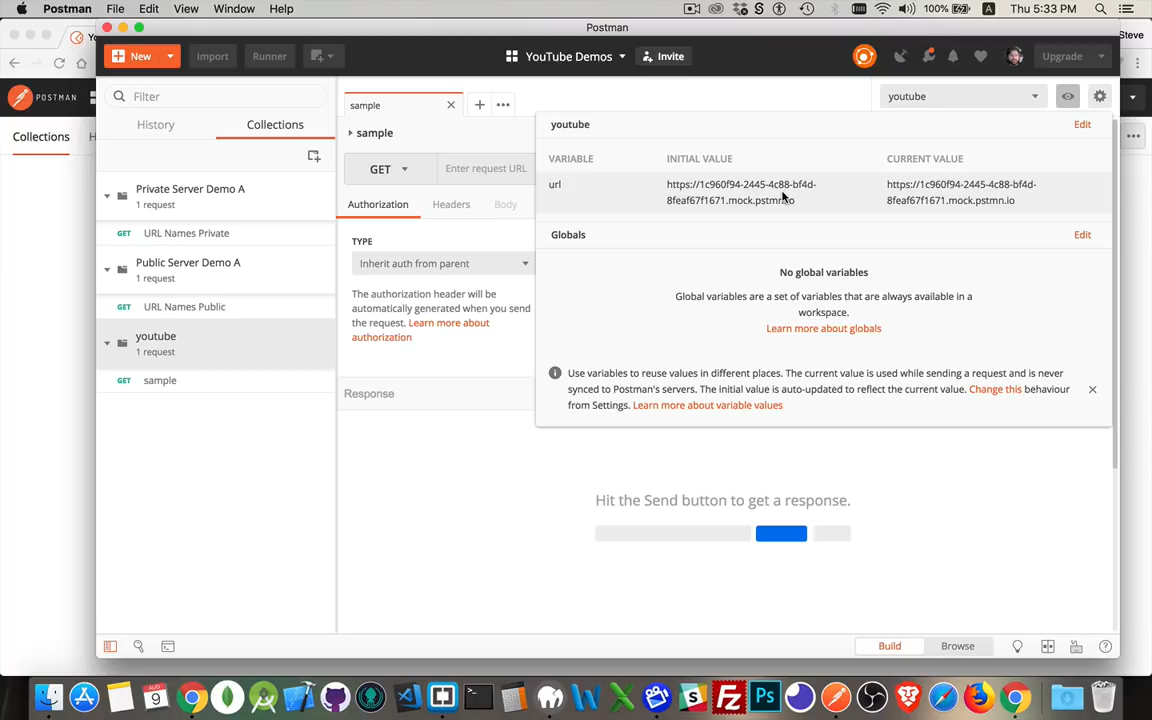 Postman File Edit View Window Help
100% A Thu 5:33 PM
Postman
Steve
New Import Runner
YouTube Demos Invite
Upgrade
POSTMAN
Filter
sample
youtube
Collections
History Collections
sample
youtube Edit
GET Enter request URL
VARIABLE INITIAL VALUE CURRENT VALUE
Private Server Demo A
1 request
url https://1c960f94-2445-4c88-bf4d- https://1c960f94-2445-4c88-bf4d-
8feaf67f1671.mock.pstmn.io 8feaf67f1671.mock.pstmn.io
Authorization Headers Body
GET URL Names Private
Globals Edit
TYPE
Public Server Demo A
1 request
Inherit auth from parent
No global variables
Global variables are a set of variables that are always available in a
workspace.
Learn more about globals
The authorization header will be
automatically generated when you send
the request. Learn more about
authorization
GET URL Names Public
youtube
1 request
GET sample
Use variables to reuse values in different places. The current value is used while sending a request and is never
synced to Postman's servers. The initial value is auto-updated to reflect the current value. Change this behaviour
from Settings. Learn more about variable values
Response
Hit the Send button to get a response.
Build Browse
AUG
9
Fz
Ps